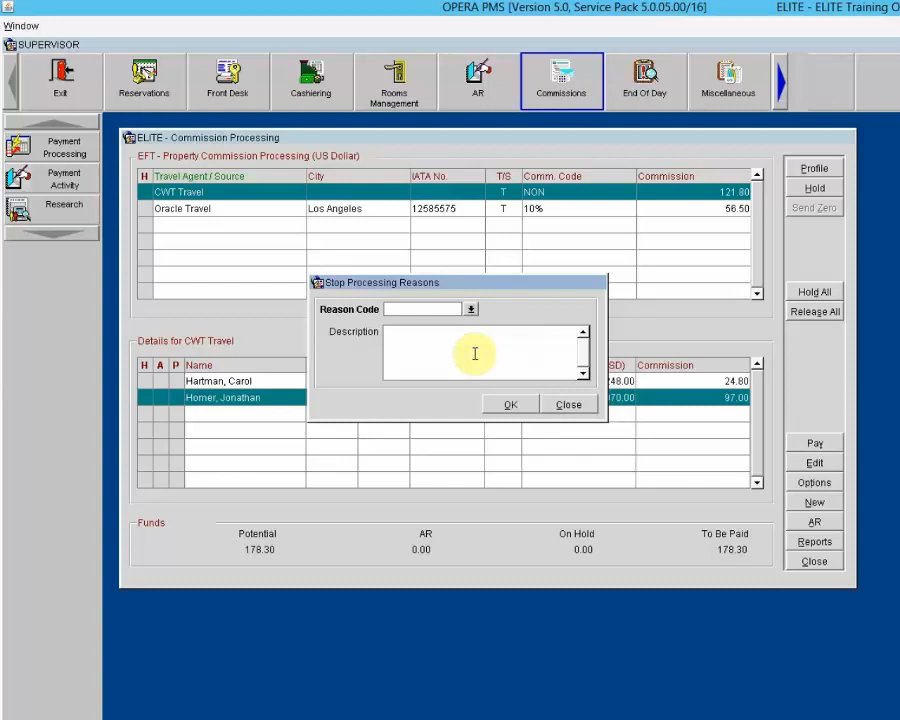 OPERA PMS [Version 5.0, Service Pack 5.0.05.00/16] ELITE - ELITE Training O
Window
SUPERVISOR
Exit
Reservations
Front Desk
Cashiering
Rooms Management
AR
Commissions
End Of Day
Miscellaneous
Payment Processing
Payment Activity
Research
ELITE - Commission Processing
EFT - Property Commission Processing (US Dollar)
H Travel Agent / Source City IATA No. T/S Comm. Code Commission
CWT Travel T NON 121.80
Oracle Travel Los Angeles 12585575 T 10% 56.50
Profile
Hold
Send Zero
Hold All
Release All
Stop Processing Reasons
Reason Code
Description
OK Close
Details for CWT Travel
H A P Name SD) Commission
Hartman, Carol 248.00 24.80
Homer, Jonathan 970.00 97.00
Pay
Edit
Options
New
AR
Reports
Close
Funds
Potential AR On Hold To Be Paid
178.30 0.00 0.00 178.30